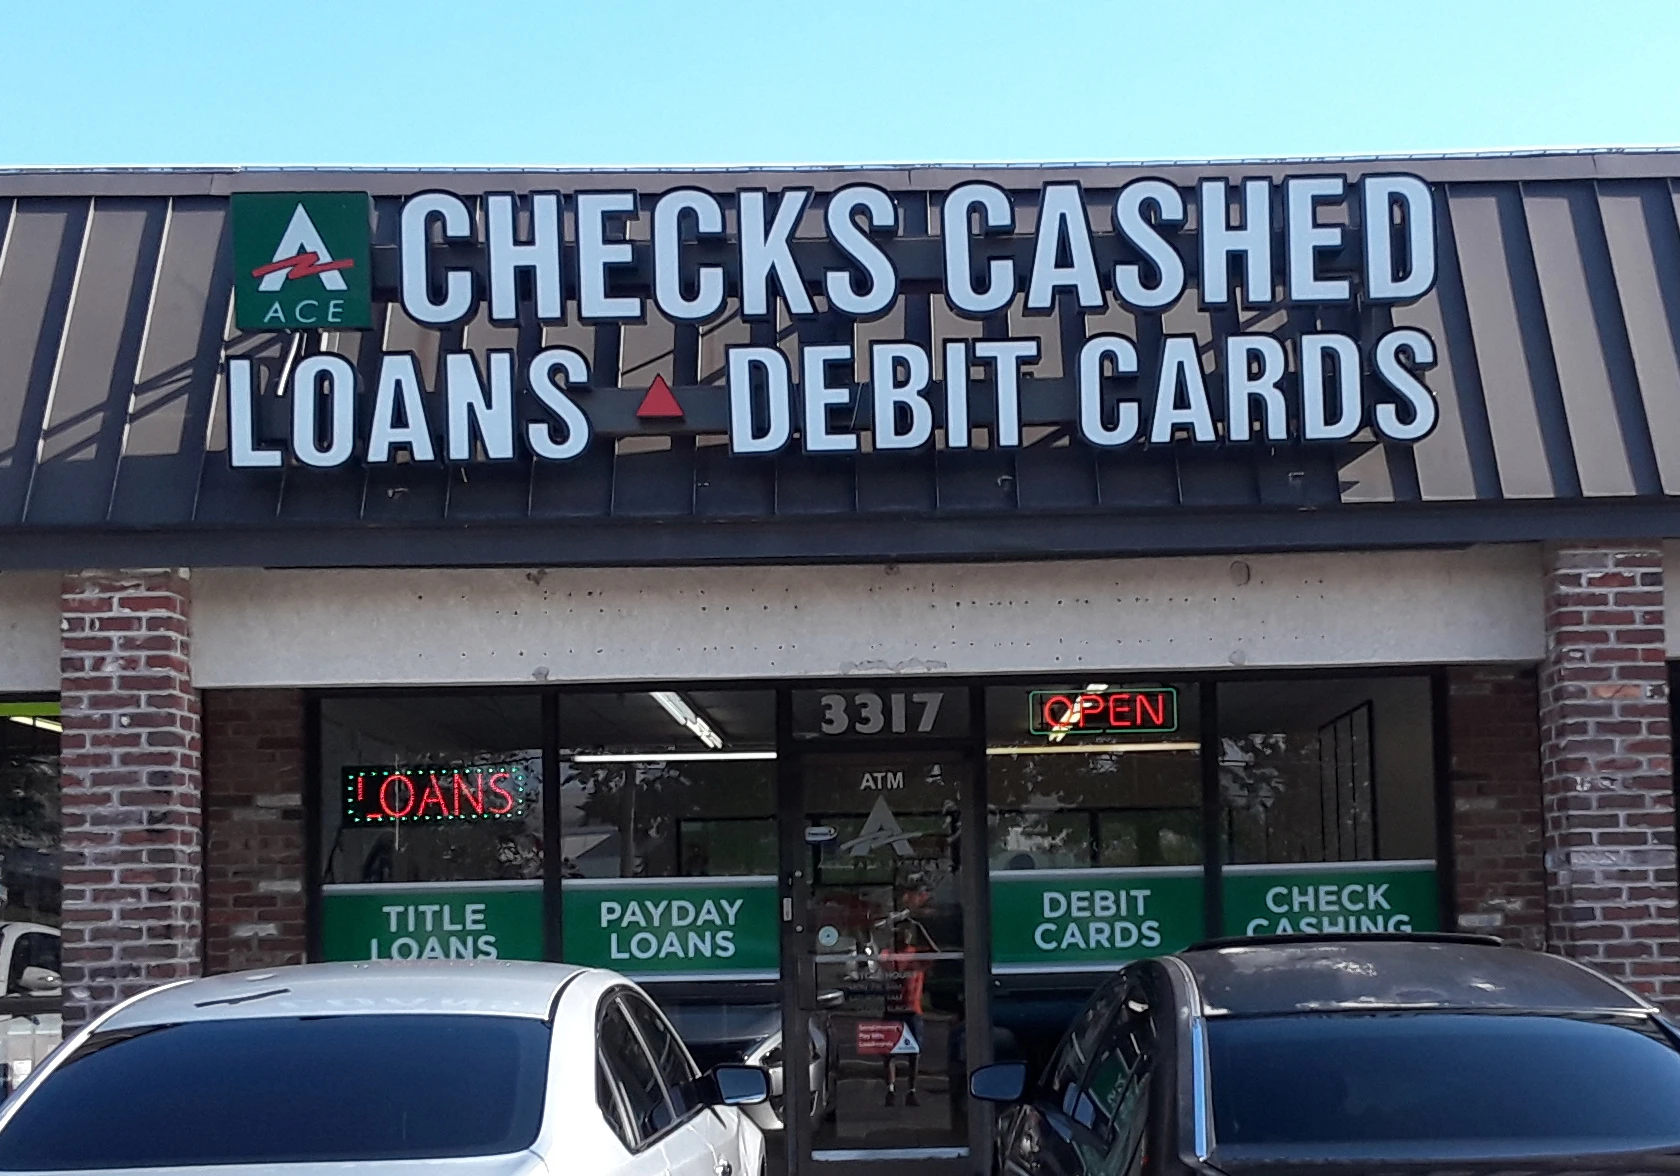 ACE
CHECKS CASHED
LOANS DEBIT CARDS
3317
OPEN
LOANS
ATM
TITLE
LOANS
PAYDAY
LOANS
DEBIT
CARDS
CHECK
CASHING